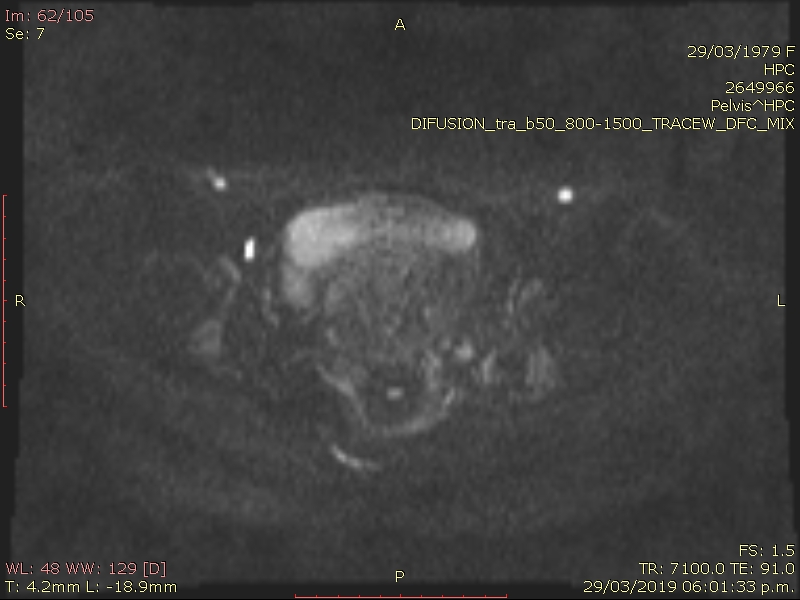 Im: 62/105
Se: 7
A
29/03/1979 F
HPC
2649966
Pelvis^HPC
DIFUSION_tra_b50_800-1500_TRACEW_DFC_MIX
R
L
WL: 48 WW: 129 [D]
T: 4.2mm L: -18.9mm
P
FS: 1.5
TR: 7100.0 TE: 91.0
29/03/2019 06:01:33 p.m.